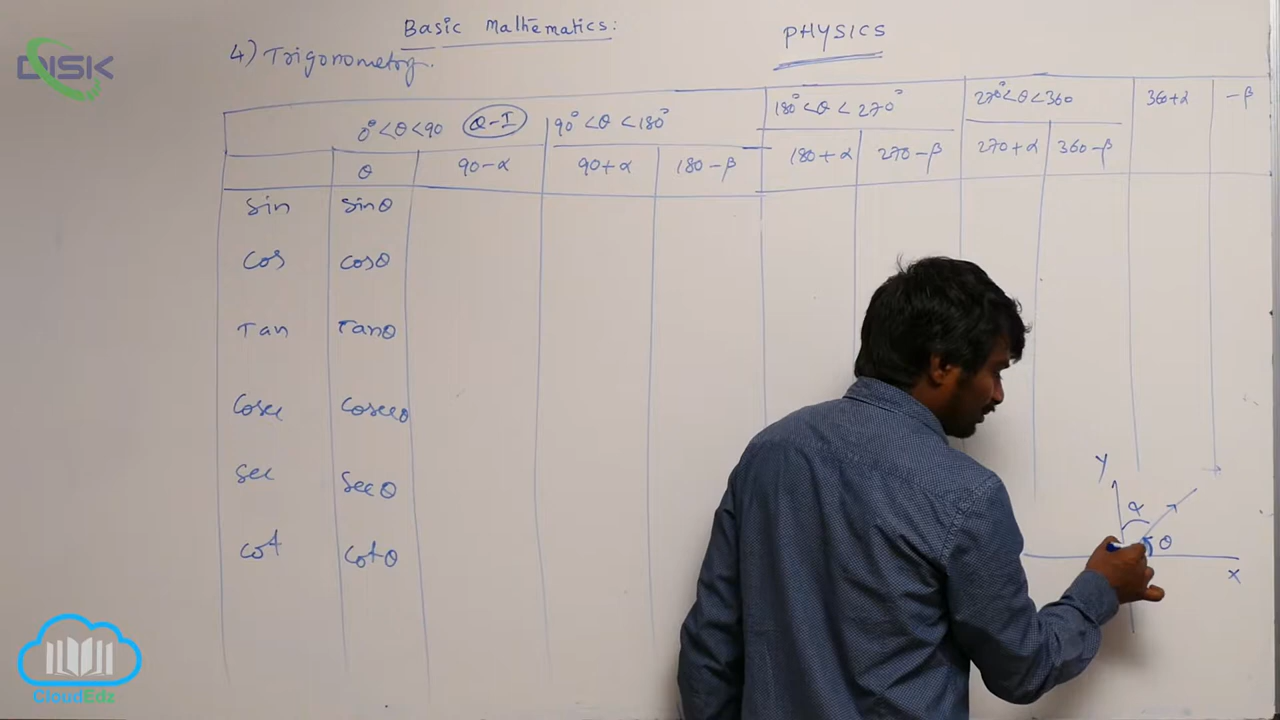 DISK
Basic Mathematics:
PHYSICS
4) Trigonometry.
0°<θ<90 Q-I 90°<θ<180° 180°<θ<270° 270°<θ<360 360+α -β
θ 90-α 90+α 180-β 180+α 270-β 270+α 360-β
Sin Sinθ
Cos Cosθ
Tan Tanθ
Cosec Cosecθ
Sec Secθ
Cot Cotθ
Y
α
θ
X
CloudEdz